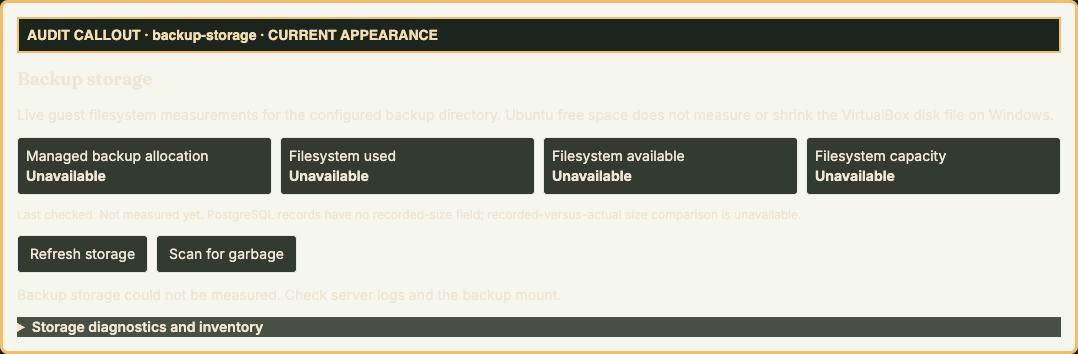 AUDIT CALLOUT · backup-storage · CURRENT APPEARANCE
Backup storage
Live guest filesystem measurements for the configured backup directory. Ubuntu free space does not measure or shrink the VirtualBox disk file on Windows.
Managed backup allocation
Unavailable
Filesystem used
Unavailable
Filesystem available
Unavailable
Filesystem capacity
Unavailable
Last checked: Not measured yet. PostgreSQL records have no recorded-size field; recorded-versus-actual size comparison is unavailable.
Refresh storage
Scan for garbage
Backup storage could not be measured. Check server logs and the backup mount.
Storage diagnostics and inventory